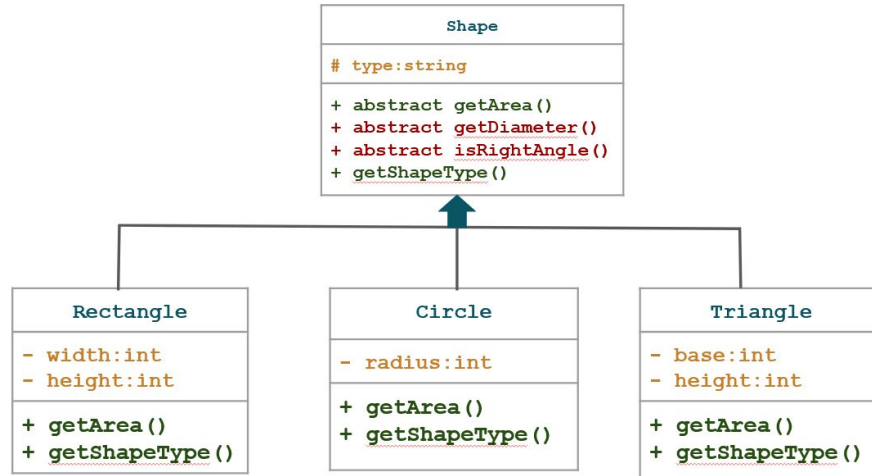 Shape
# type:string
+ abstract getArea()
+ abstract getDiameter()
+ abstract isRightAngle()
+ getShapeType()
Rectangle
- width:int
- height:int
+ getArea()
+ getShapeType()
Circle
- radius:int
+ getArea()
+ getShapeType()
Triangle
- base:int
- height:int
+ getArea()
+ getShapeType()